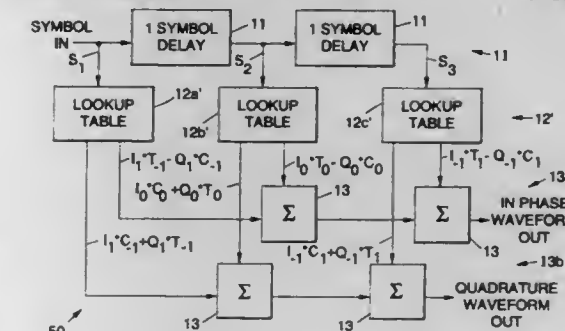 11
11
SYMBOL
IN
1 SYMBOL
DELAY
1 SYMBOL
DELAY
11
S1
S2
S3
12a'
12b'
12c'
LOOKUP
TABLE
LOOKUP
TABLE
LOOKUP
TABLE
12'
I1*T-1-Q1*C-1
I0*C0+Q0*T0
I0*T0-Q0*C0
I-1*T1-Q-1*C1
13
13
Σ
Σ
IN PHASE
WAVEFORM
OUT
13
I1*C-1+Q1*T-1
I-1*C1+Q-1*T1
13b
Σ
Σ
QUADRATURE
WAVEFORM
OUT
50
13
13